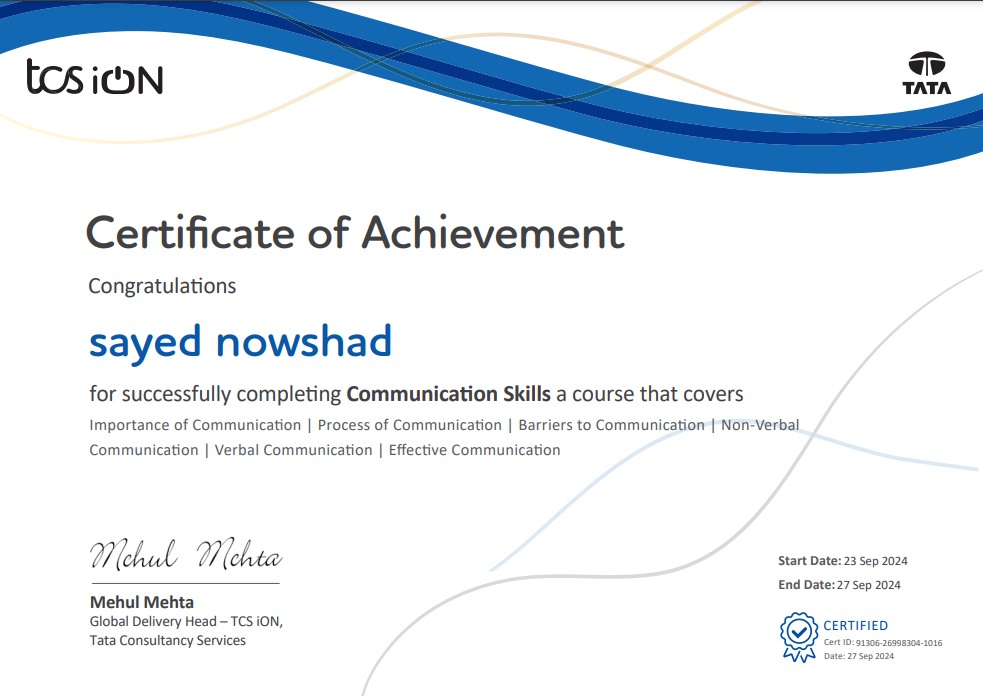 tcs iON
TATA
Certificate of Achievement
Congratulations
sayed nowshad
for successfully completing Communication Skills a course that covers
Importance of Communication | Process of Communication | Barriers to Communication | Non-Verbal
Communication | Verbal Communication | Effective Communication
Mehul Mehta
Mehul Mehta
Global Delivery Head – TCS iON,
Tata Consultancy Services
Start Date: 23 Sep 2024
End Date: 27 Sep 2024
CERTIFIED
Cert ID: 91306-26998304-1016
Date: 27 Sep 2024